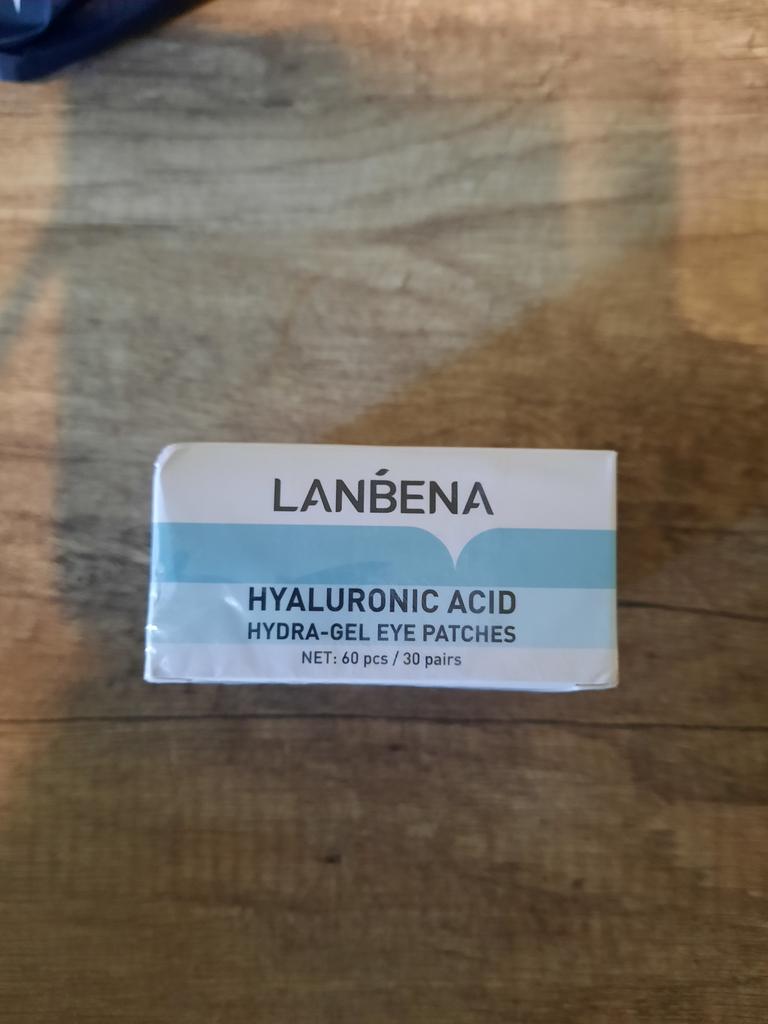 LANBENA
HYALURONIC ACID
HYDRA-GEL EYE PATCHES
NET: 60 pcs / 30 pairs